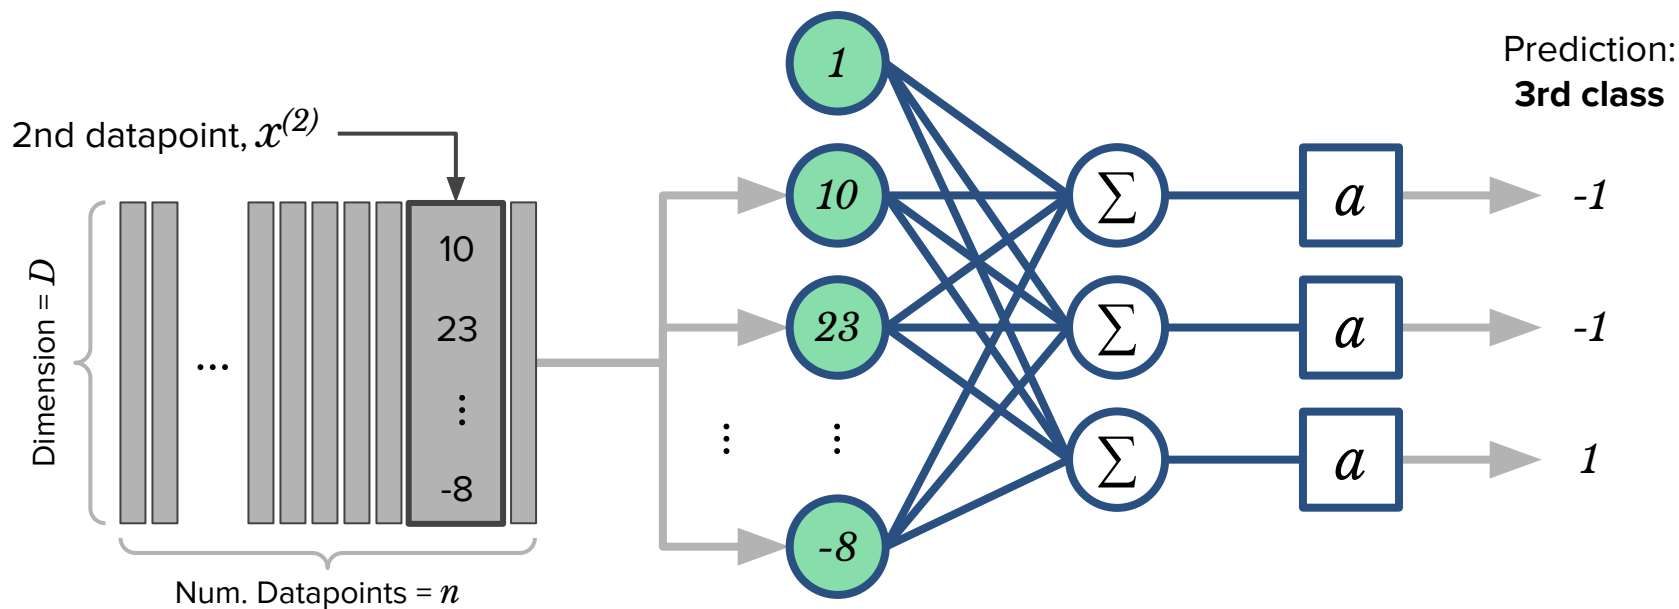 2nd datapoint, x^(2)
Dimension = D
...
10
23
⋮
-8
Num. Datapoints = n
⋮
1
10
23
⋮
-8
Σ
Σ
Σ
a
a
a
Prediction:
3rd class
-1
-1
1